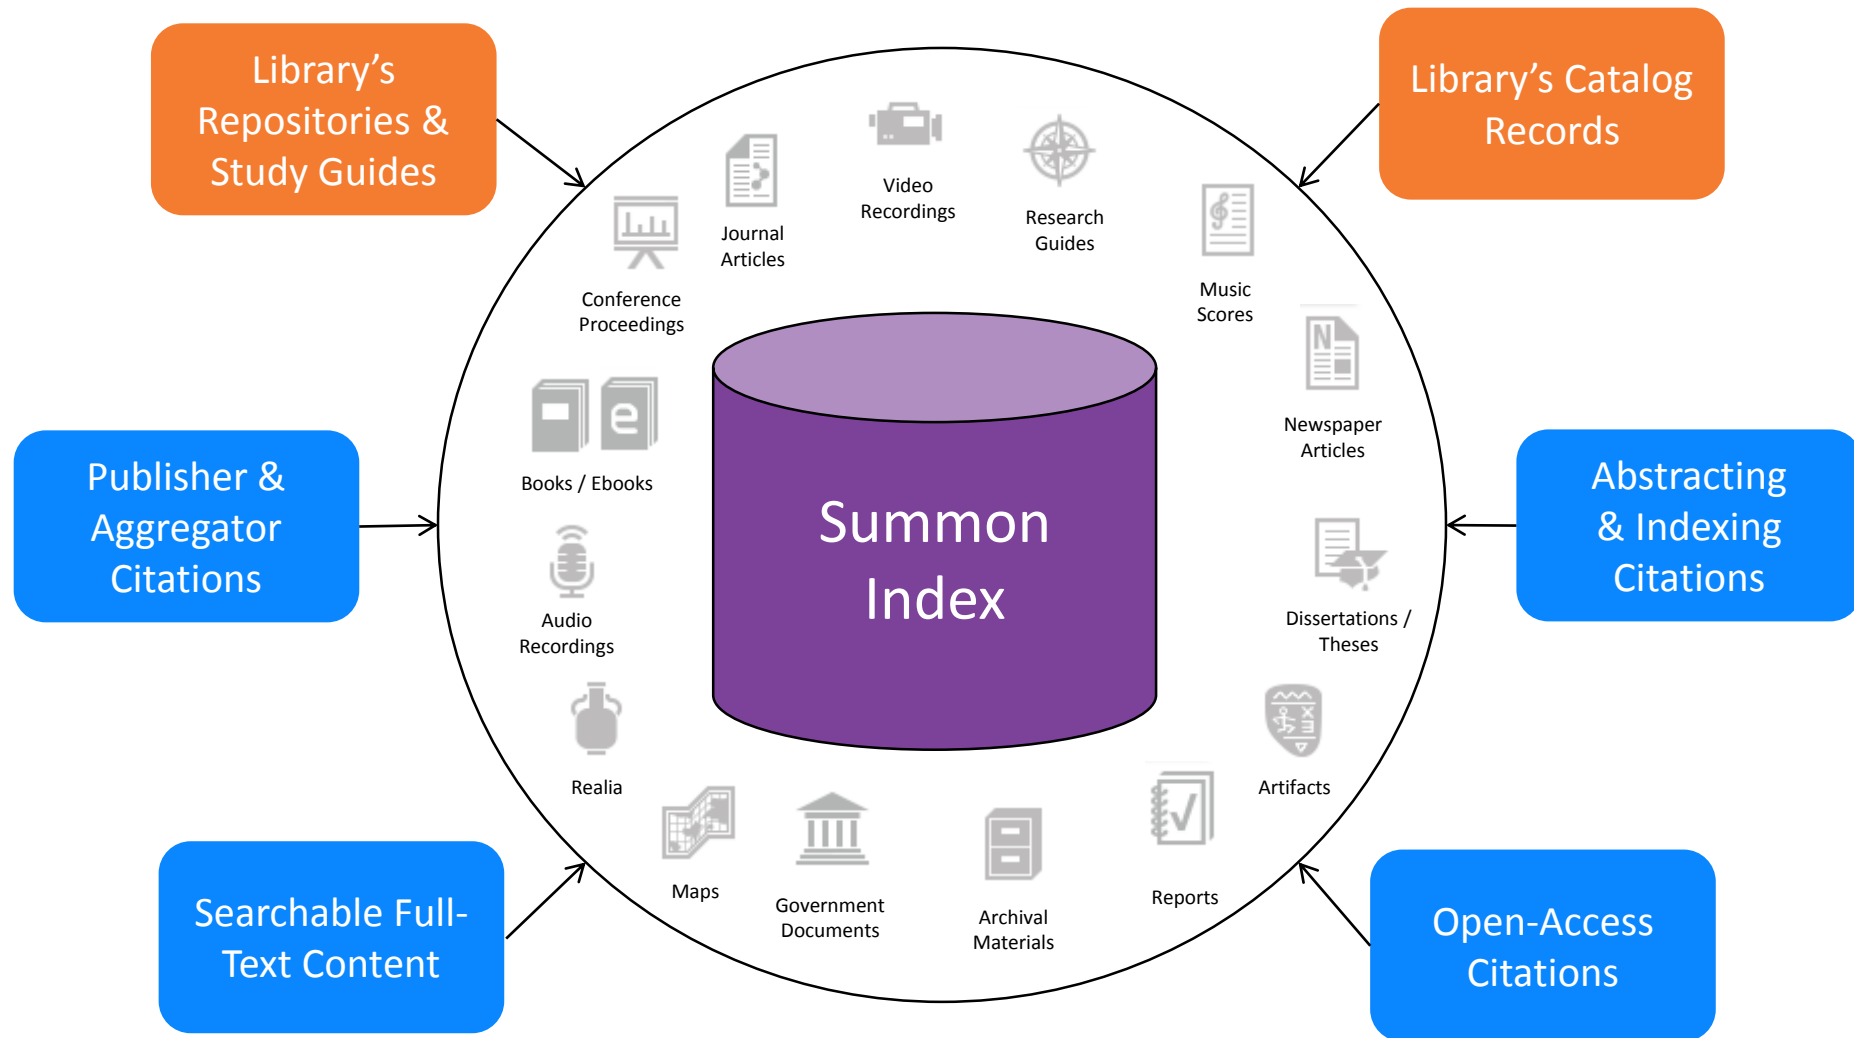 Library's
Repositories &
Study Guides
Library's Catalog
Records
Video
Recordings
Research
Guides
Journal
Articles
Music
Scores
Conference
Proceedings
N
Newspaper
Articles
e
Books / Ebooks
Publisher &
Aggregator
Citations
Summon
Index
Abstracting
& Indexing
Citations
Audio
Recordings
Dissertations /
Theses
Realia
Artifacts
Maps
Government
Documents
Archival
Materials
Reports
Searchable Full-
Text Content
Open-Access
Citations